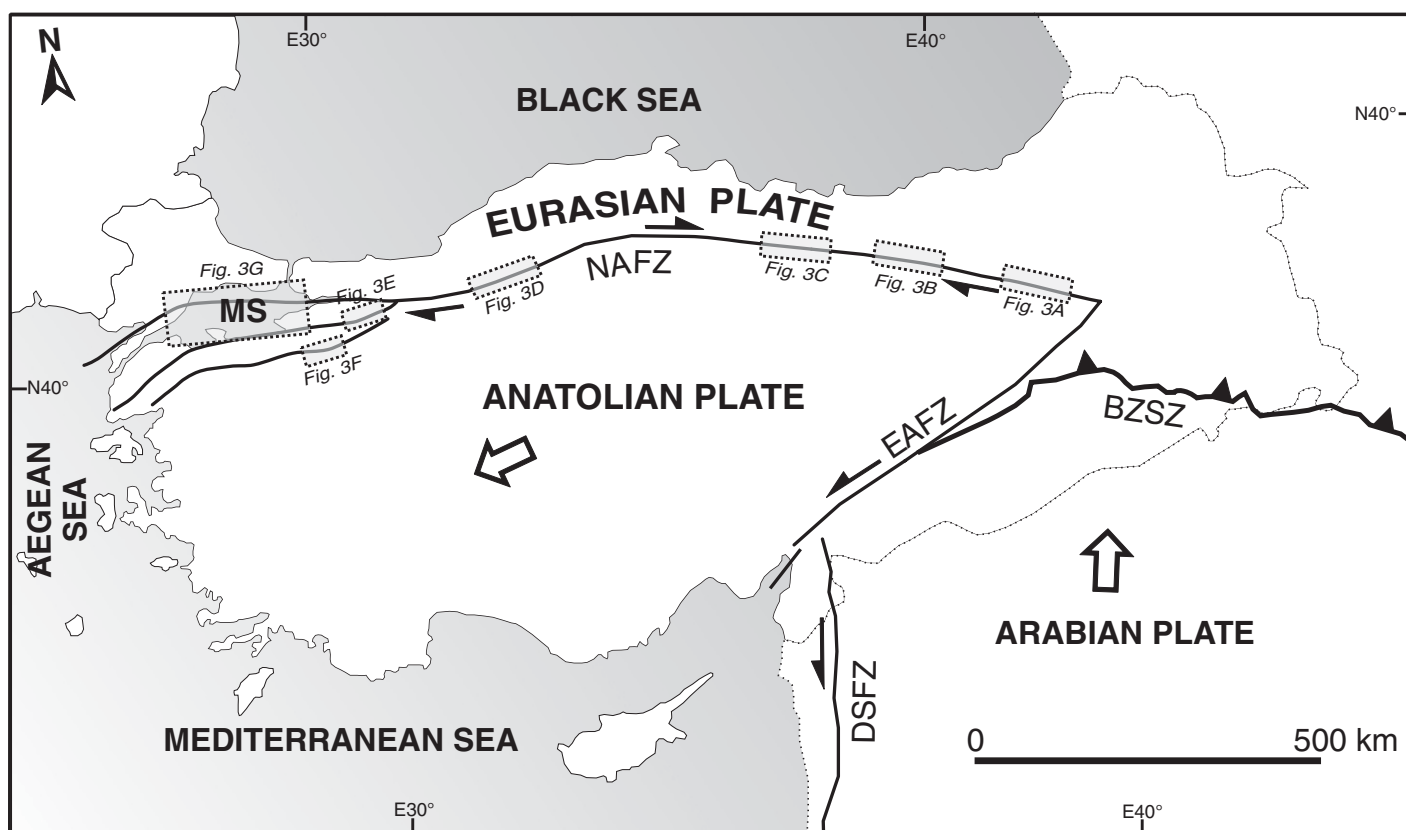 N
E30°
E40°
BLACK SEA
N40°
EURASIAN PLATE
NAFZ
Fig. 3G
Fig. 3E
MS
Fig. 3D
Fig. 3C
Fig. 3B
Fig. 3A
Fig. 3F
N40°
ANATOLIAN PLATE
BZSZ
EAFZ
AEGEAN
SEA
ARABIAN PLATE
DSFZ
MEDITERRANEAN SEA
0 500 km
E30°
E40°